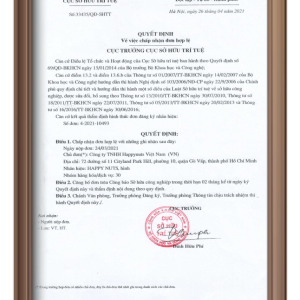 CỤC SỞ HỮU TRÍ TUỆ
Hà Nội, ngày 26 tháng 04 năm 2021
QUYẾT ĐỊNH
Về việc chấp nhận đơn hợp lệ
CỤC TRƯỞNG CỤC SỞ HỮU TRÍ TUỆ
Căn cứ Điều lệ Tổ chức và Hoạt động của Cục Sở hữu trí tuệ ban hành theo Quyết định số
69/QĐ-BKHCN ngày 15/01/2014 của Bộ trưởng Bộ Khoa học và Công nghệ;
Căn cứ điểm 13.2 và điểm 13.6.b của Thông tư số 01/2007/TT-BKHCN ngày 14/02/2007 của Bộ
Khoa học và Công nghệ hướng dẫn thi hành Nghị định số 103/2006/NĐ-CP ngày 22/9/2006 của Chính
phủ quy định chi tiết và hướng dẫn thi hành một số điều của Luật Sở hữu trí tuệ về sở hữu công
nghiệp, được sửa đổi, bổ sung theo Thông tư số 13/2010/TT-BKHCN ngày 30/07/2010, Thông tư số
18/2011/TT-BKHCN ngày 22/07/2011, Thông tư số 05/2013/TT-BKHCN ngày 20/02/2013 và Thông
tư số 16/2016/TT-BKHCN ngày 30/06/2016;
Căn cứ kết quả thẩm định hình thức đơn đăng ký nhãn hiệu:
Số đơn: 4-2021-10493
QUYẾT ĐỊNH:
Điều 1. Chấp nhận đơn hợp lệ với những ghi nhận sau đây:
Ngày nộp đơn: 24/03/2021
Chủ đơn: Công ty TNHH Happynuts Việt Nam (VN)
Địa chỉ: 72 đường số 11 Cityland Park Hill, phường 10, quận Gò Vấp, thành phố Hồ Chí Minh
Nhãn hiệu: HAPPY NUTS, hình
Nhóm hàng hóa/dịch vụ: 30
Điều 2. Công bố đơn trên Công báo Sở hữu công nghiệp trong thời hạn 02 tháng kể từ ngày ký
Quyết định này và thẩm định nội dung đơn theo quy định.
Điều 3. Chánh Văn phòng, Trưởng phòng Đăng ký, Trưởng phòng Thông tin chịu trách nhiệm thi
hành Quyết định này./.
CỤC TRƯỞNG
Nơi nhận:
- Người nộp đơn;
- Lưu: VT, HT
CỤC
SỞ HỮU
TRÍ TUỆ
Đinh Hữu Phí